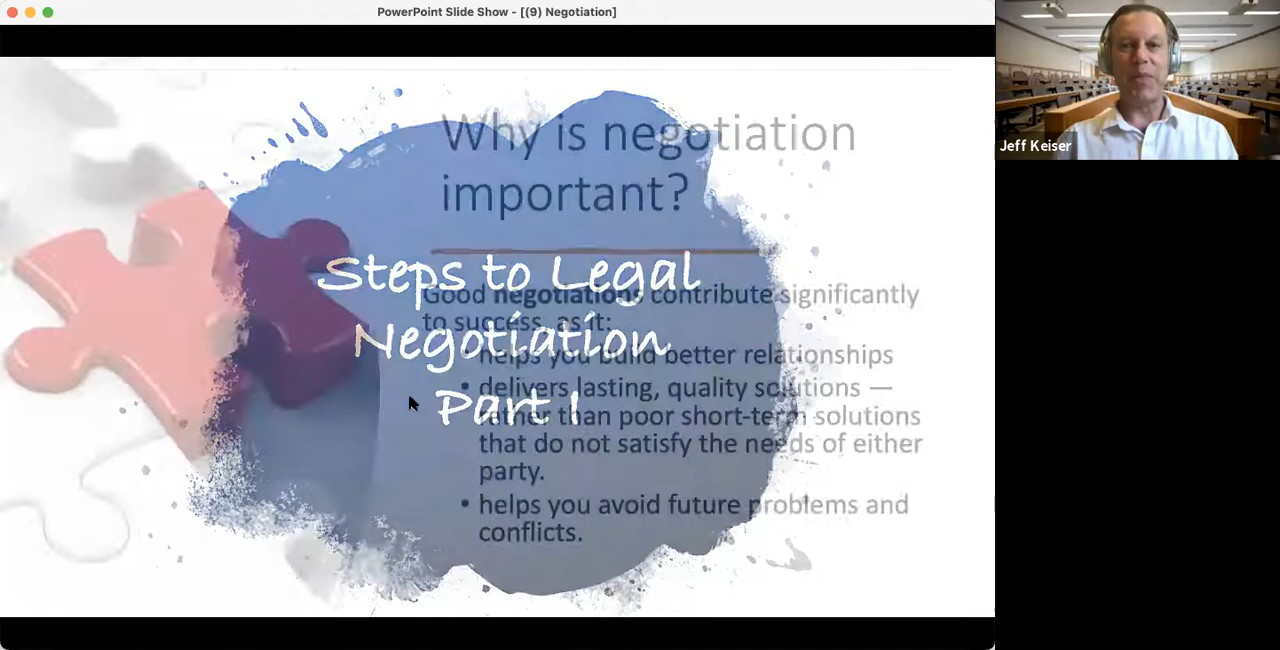 PowerPoint Slide Show - [(9) Negotiation]
Jeff Keiser
Why is negotiation
important?
Steps to Legal
Negotiation
Part I
Good negotiations contribute significantly
to success, as it:
• helps you build better relationships
• delivers lasting, quality solutions —
rather than poor short-term solutions
that do not satisfy the needs of either
party.
• helps you avoid future problems and
conflicts.